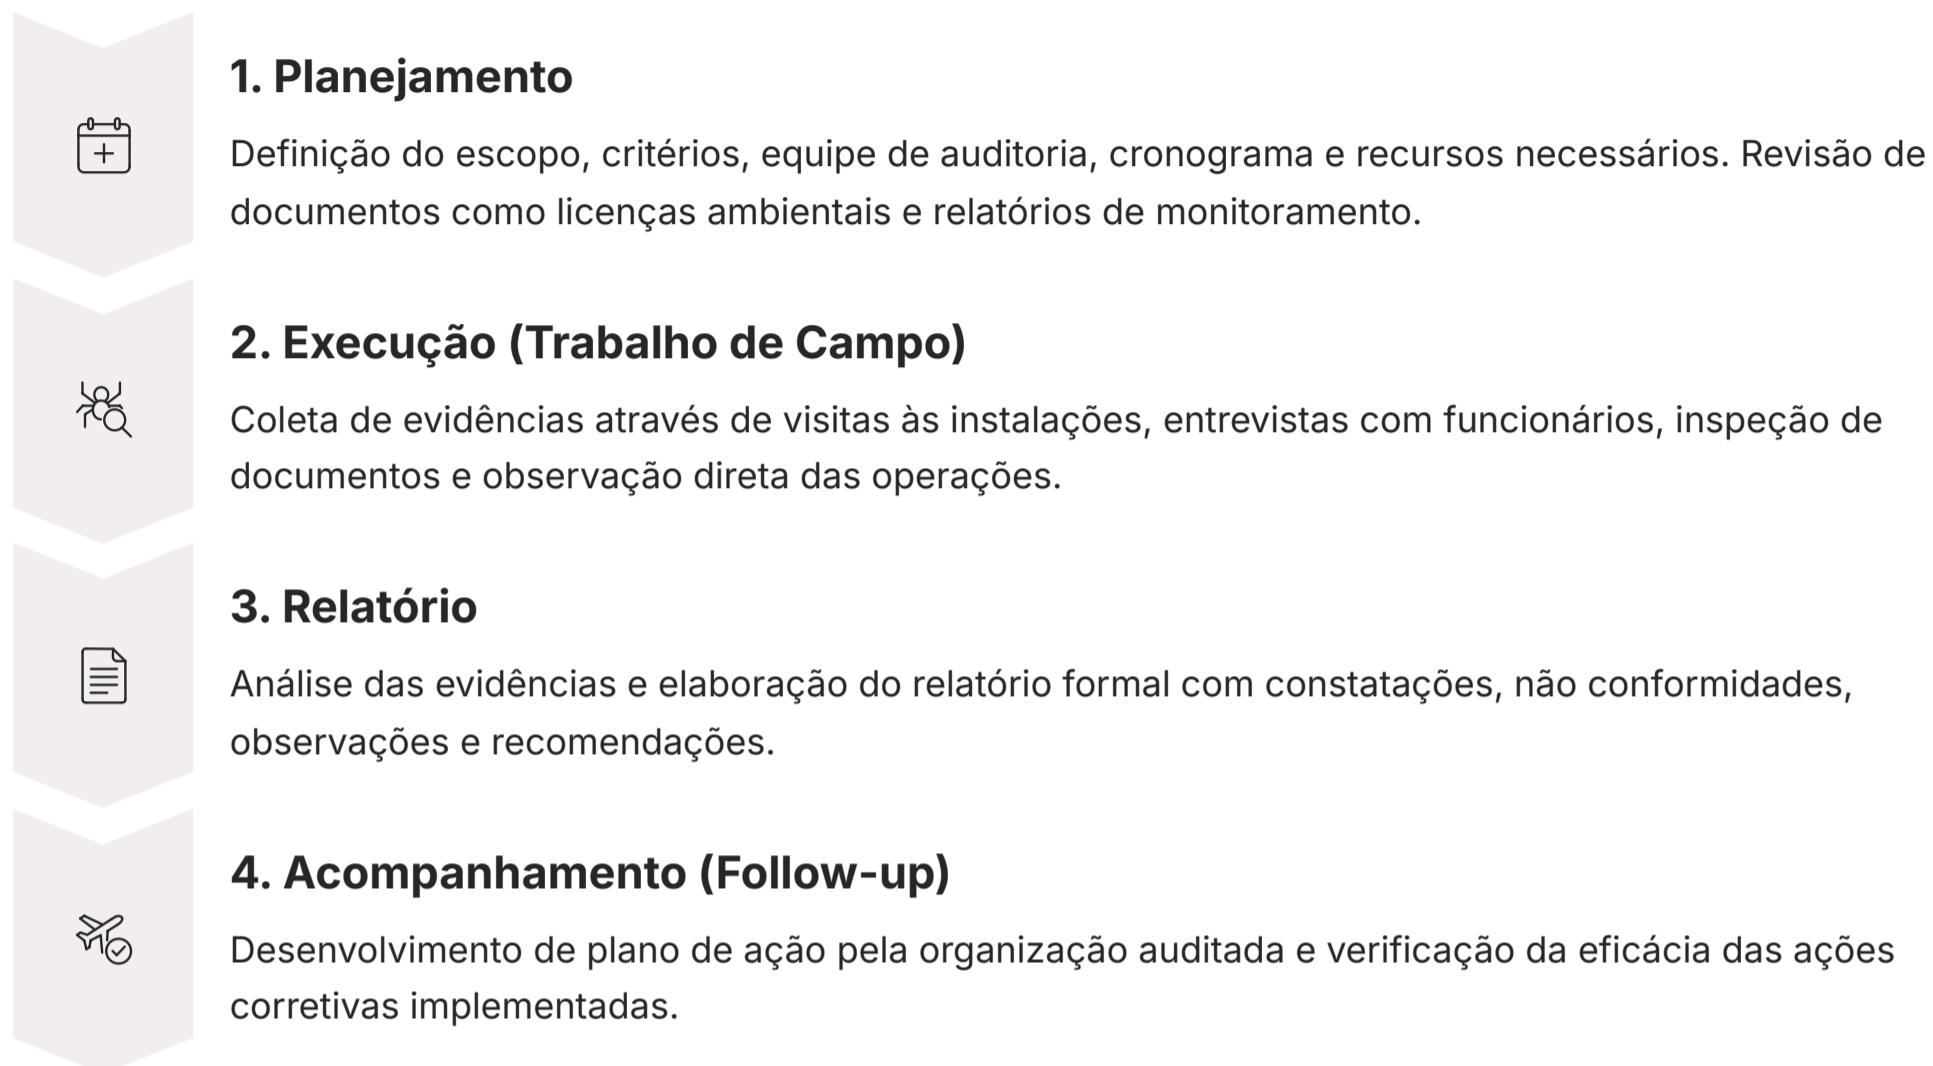 1. Planejamento
Definição do escopo, critérios, equipe de auditoria, cronograma e recursos necessários. Revisão de
documentos como licenças ambientais e relatórios de monitoramento.
2. Execução (Trabalho de Campo)
Coleta de evidências através de visitas às instalações, entrevistas com funcionários, inspeção de
documentos e observação direta das operações.
3. Relatório
Análise das evidências e elaboração do relatório formal com constatações, não conformidades,
observações e recomendações.
4. Acompanhamento (Follow-up)
Desenvolvimento de plano de ação pela organização auditada e verificação da eficácia das ações
corretivas implementadas.